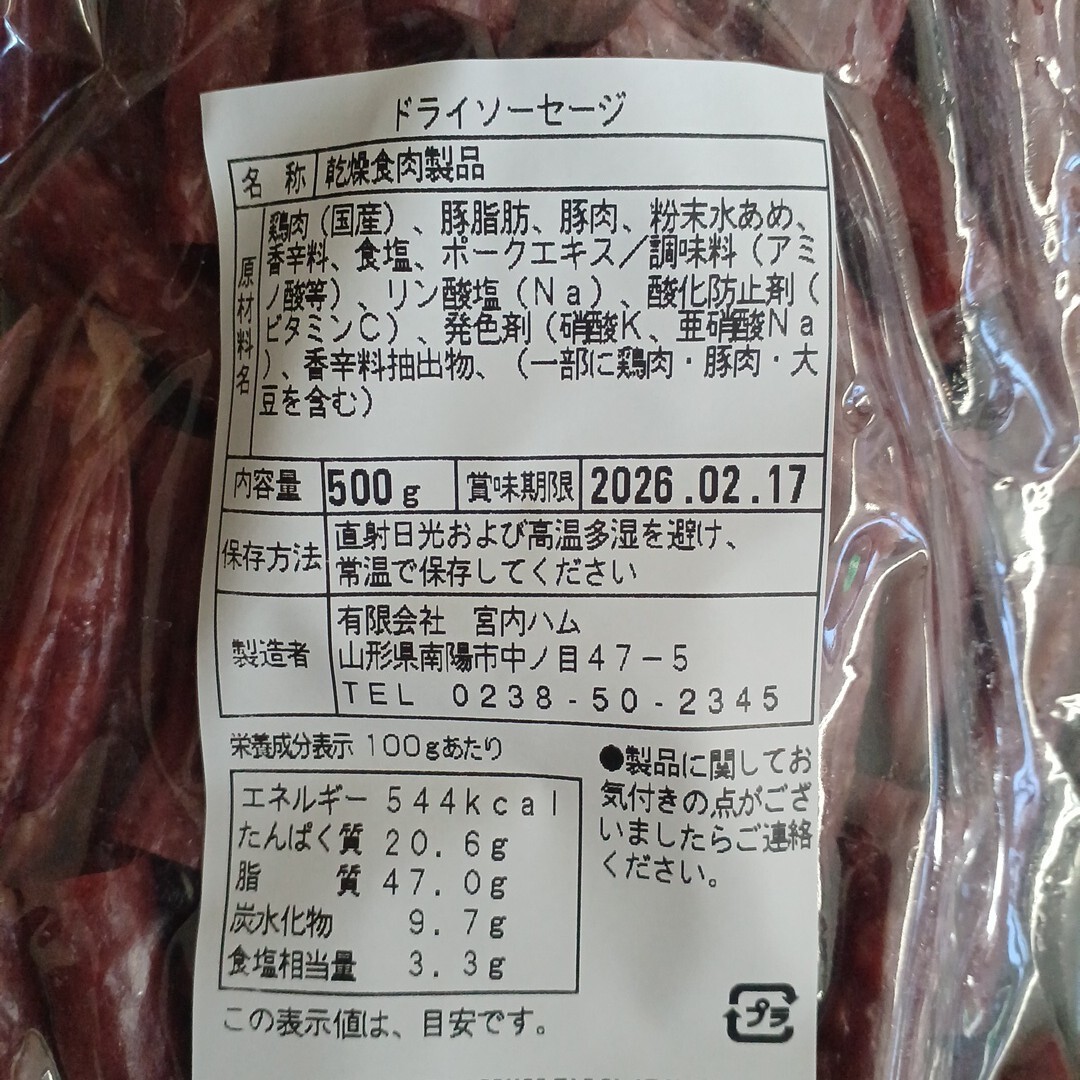 ドライソーセージ
名 称 乾燥食肉製品
原材料名
鶏肉（国産）、豚脂肪、豚肉、粉末水あめ、
香辛料、食塩、ポークエキス／調味料（アミ
ノ酸等）、リン酸塩（Ｎａ）、酸化防止剤（
ビタミンＣ）、発色剤（硝酸Ｋ、亜硝酸Ｎａ
）、香辛料抽出物、（一部に鶏肉・豚肉・大
豆を含む）
内容量 500ｇ 賞味期限 2026.02.17
保存方法
直射日光および高温多湿を避け、
常温で保存してください
製造者
有限会社 宮内ハム
山形県南陽市中ノ目４７－５
ＴＥＬ ０２３８－５０－２３４５
栄養成分表示 １００ｇあたり
エネルギー ５４４ｋｃａｌ
たんぱく質 ２０．６ｇ
脂 質 ４７．０ｇ
炭水化物 ９．７ｇ
食塩相当量 ３．３ｇ
この表示値は、目安です。
●製品に関してお
気付きの点がござ
いましたらご連絡
ください。
プラ